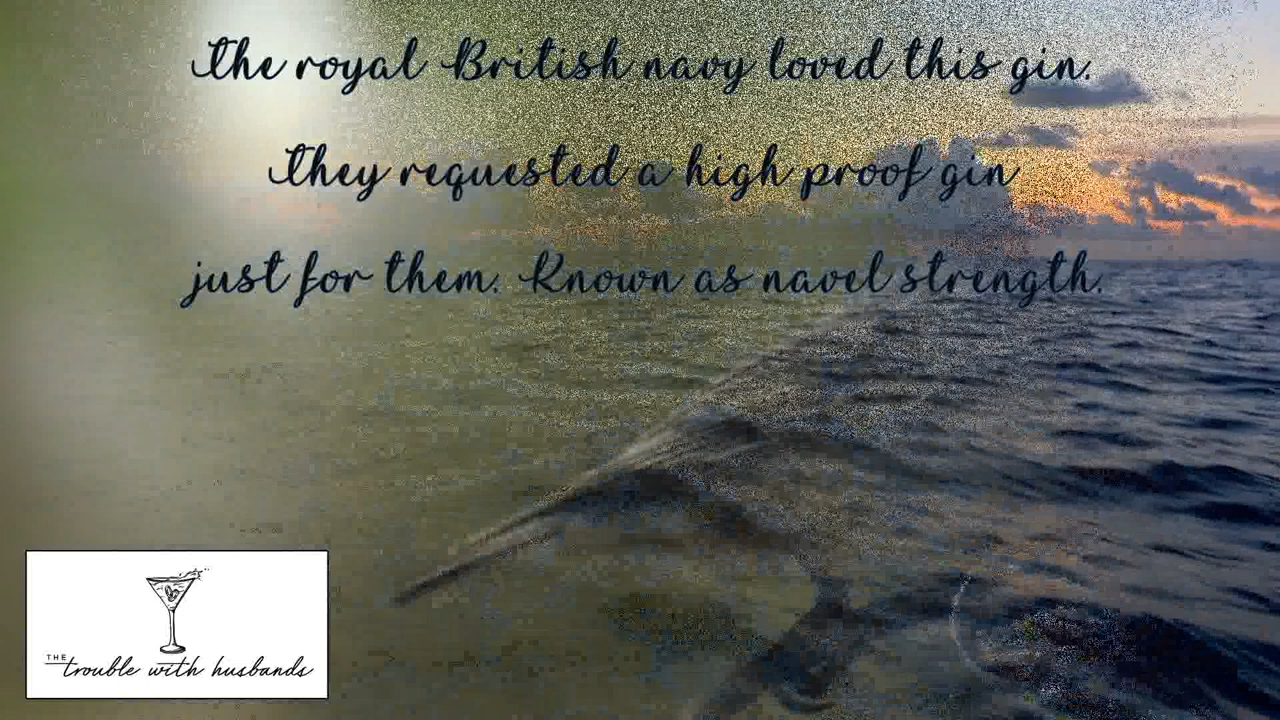 The royal British navy loved this gin.
They requested a high proof gin
just for them. Known as navel strength.
THE trouble with husbands